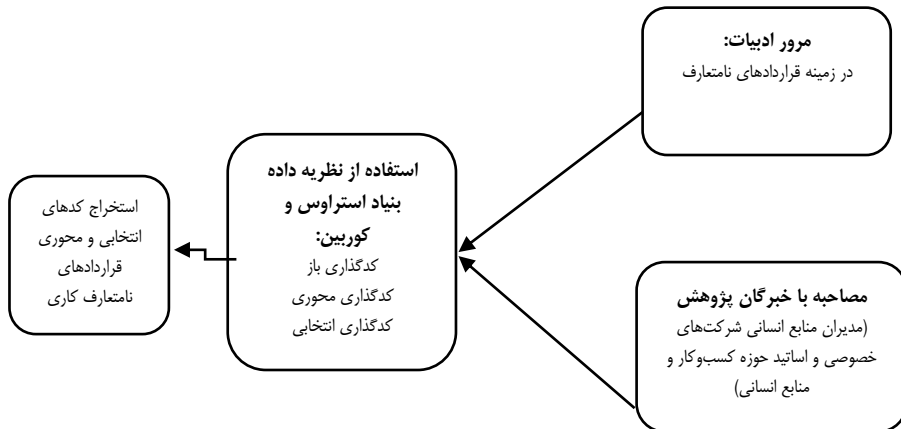 مرور ادبیات:
در زمینه قراردادهای نامتعارف
مصاحبه با خبرگان پژوهش
(مدیران منابع انسانی شرکت‌های
خصوصی و اساتید حوزه کسب‌وکار و
منابع انسانی)
استفاده از نظریه داده
بنیاد استراوس و
کوربین:
کدگذاری باز
کدگذاری محوری
کدگذاری انتخابی
استخراج کدهای
انتخابی و محوری
قراردادهای
نامتعارف کاری